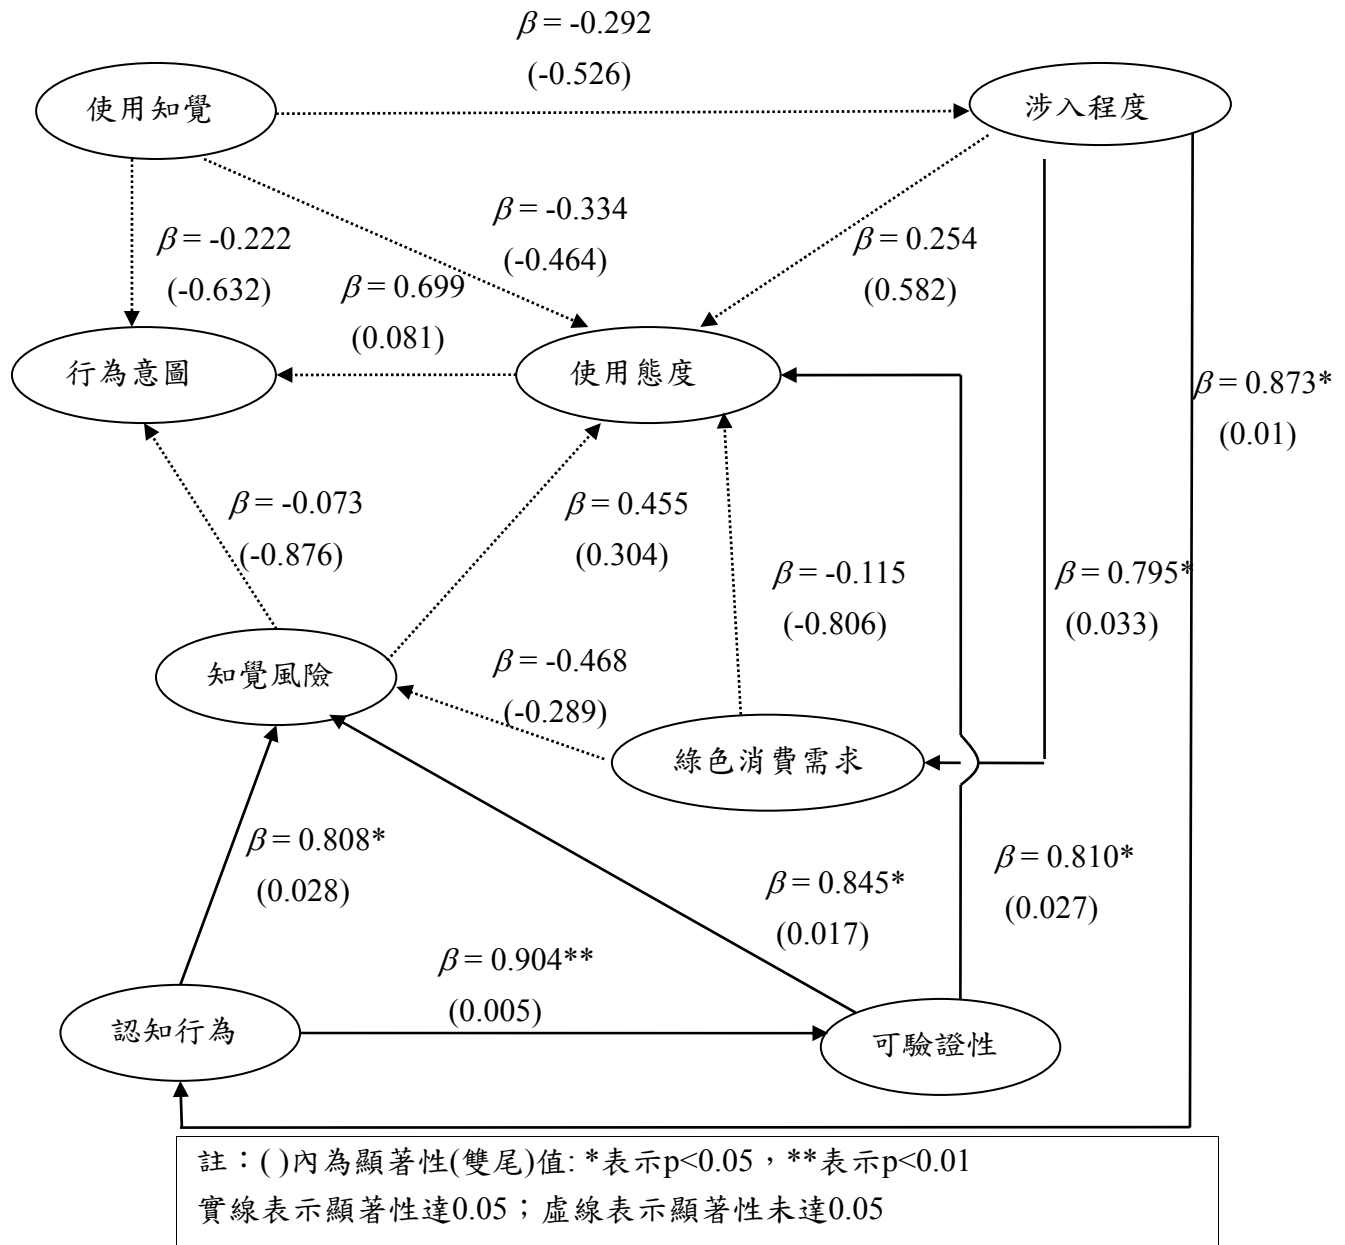 β = -0.292
(-0.526)
使用知覺
涉入程度
β = -0.334
(-0.464)
β = -0.222
(-0.632)
β = 0.254
(0.582)
β = 0.699
(0.081)
行為意圖
使用態度
β = 0.873*
(0.01)
β = -0.073
(-0.876)
β = 0.455
(0.304)
β = -0.115
(-0.806)
β = 0.795*
(0.033)
知覺風險
β = -0.468
(-0.289)
綠色消費需求
β = 0.808*
(0.028)
β = 0.845*
(0.017)
β = 0.810*
(0.027)
β = 0.904**
(0.005)
認知行為
可驗證性
註：( )內為顯著性(雙尾)值: *表示p<0.05，**表示p<0.01
實線表示顯著性達0.05；虛線表示顯著性未達0.05